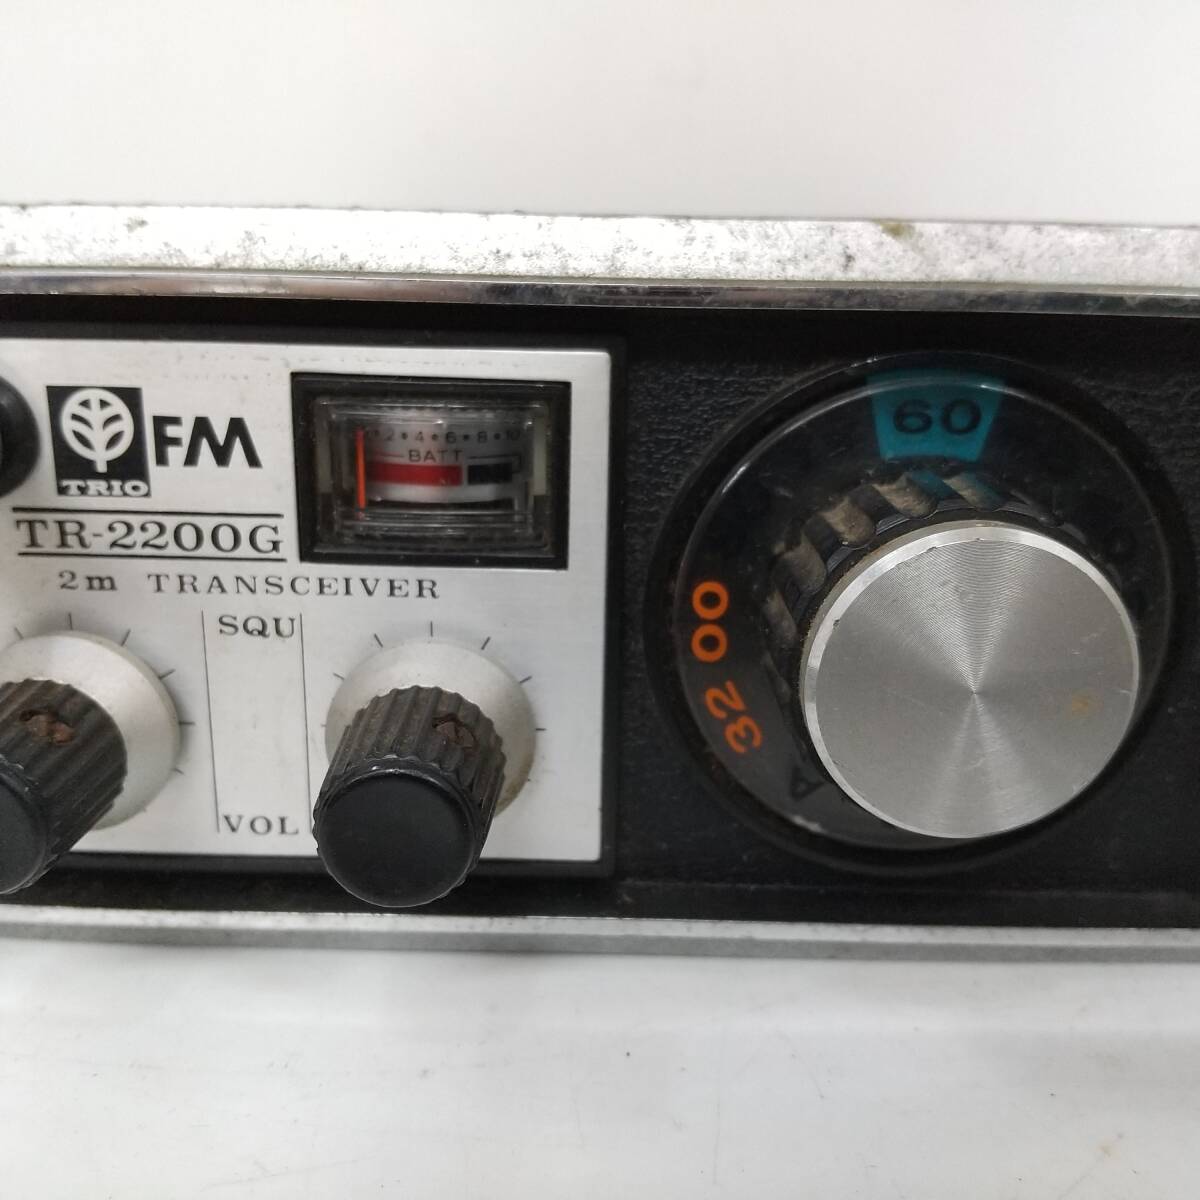 TRIO
FM
TR-2200G
2m TRANSCEIVER
2 • 4 • 6 • 8 • 10
BATT
SQU
VOL
60
00
32
A